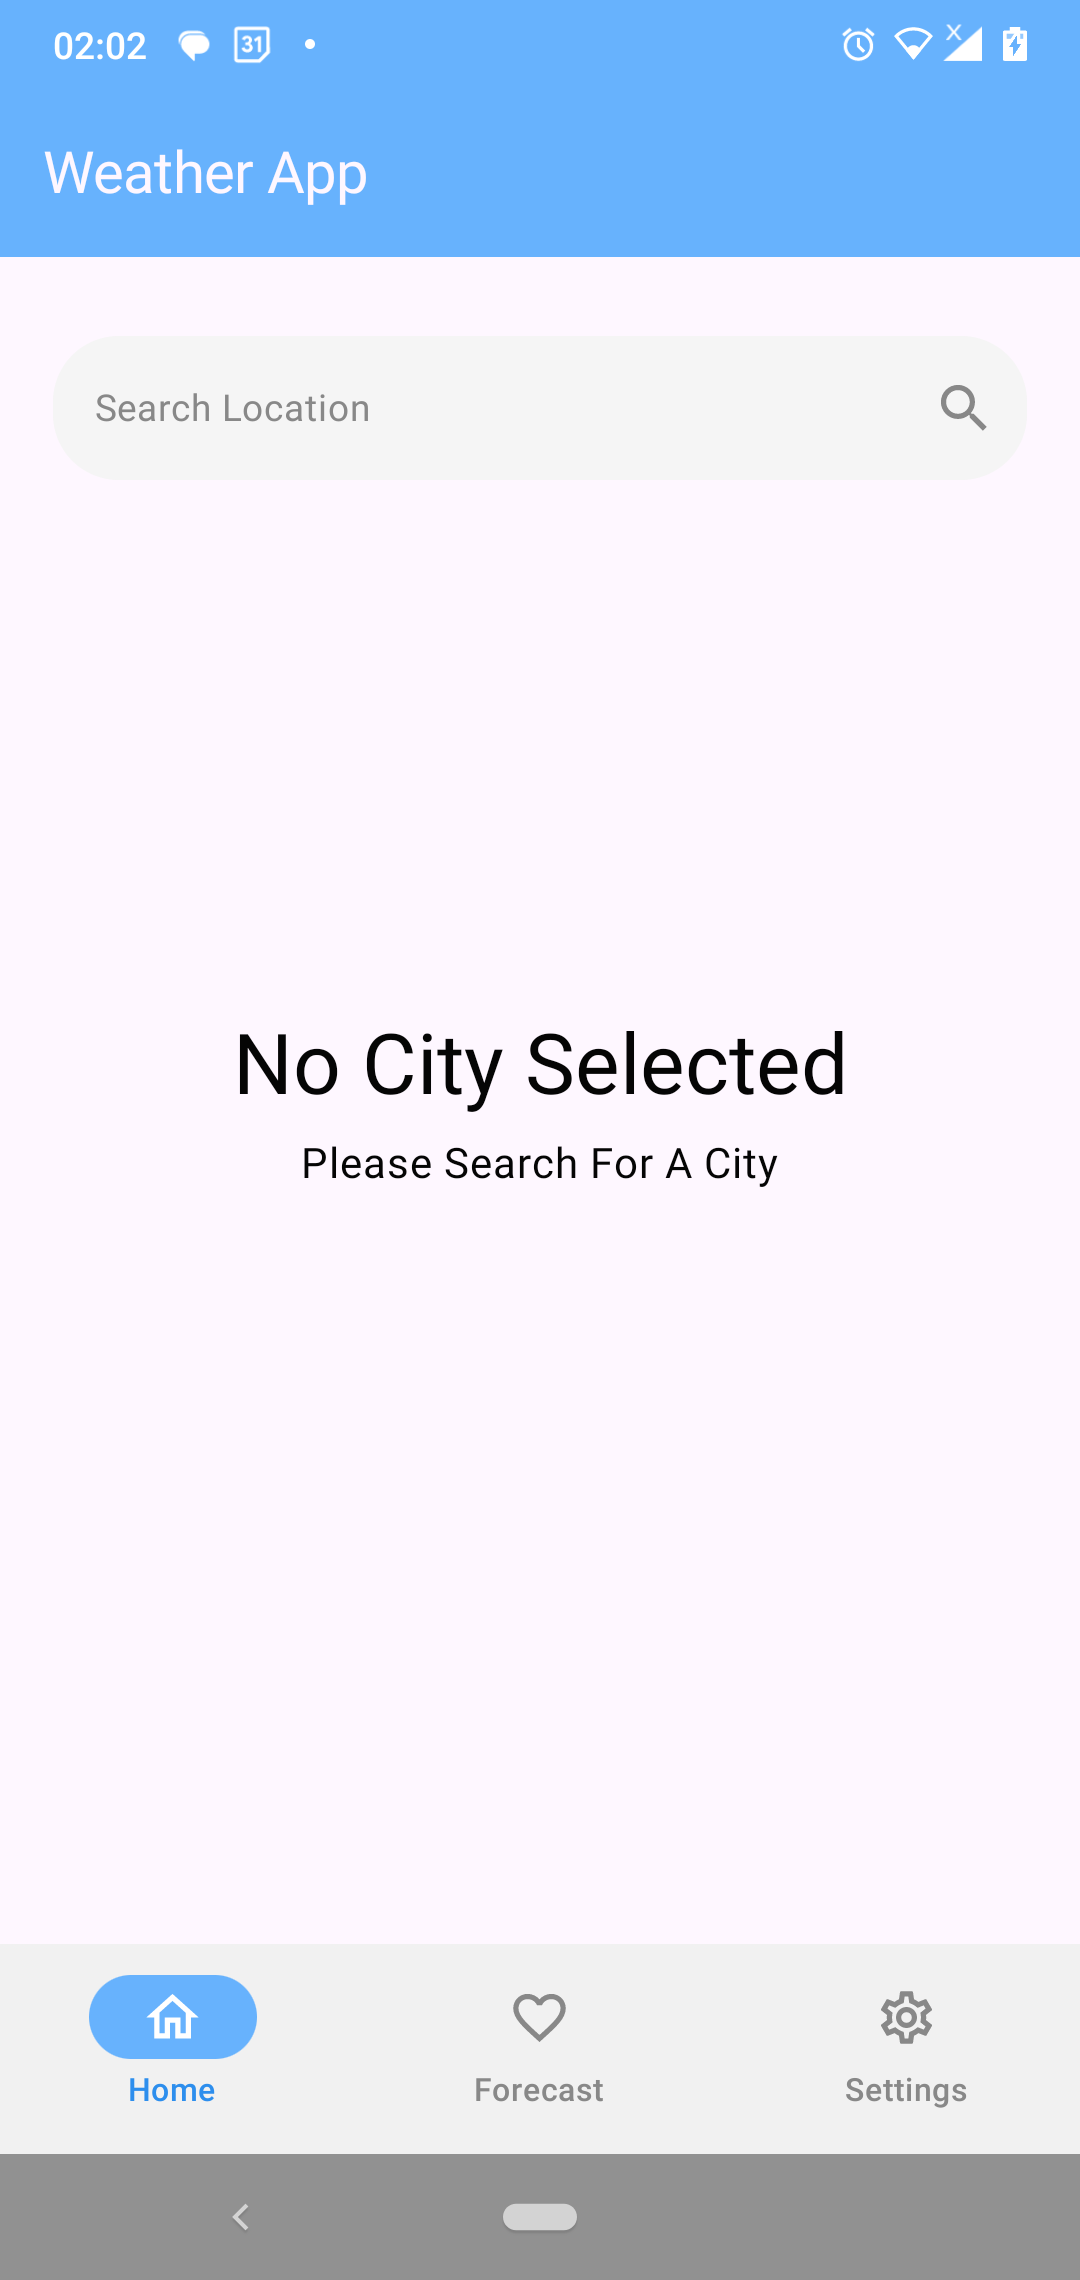 02:02
31
Weather App
Search Location
No City Selected
Please Search For A City
Home
Forecast
Settings